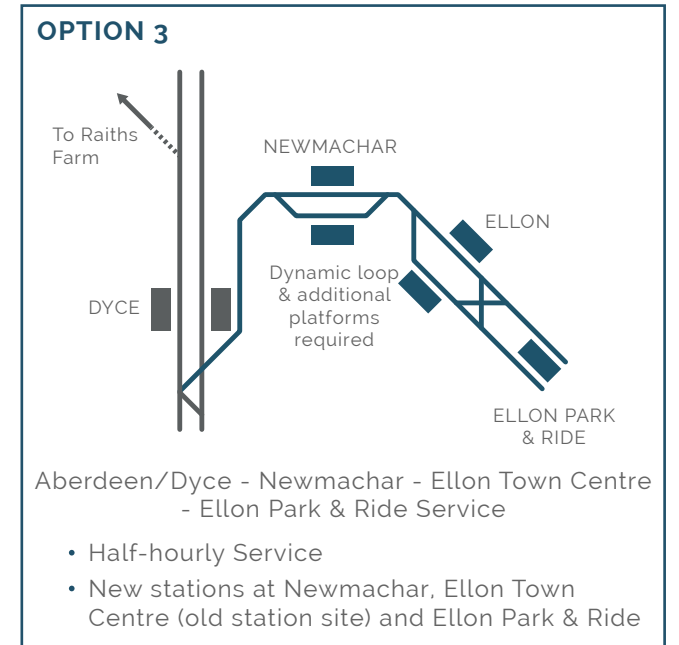 OPTION 3
To Raiths
Farm
NEWMACHAR
ELLON
Dynamic loop
& additional
platforms
required
DYCE
ELLON PARK
& RIDE
Aberdeen/Dyce - Newmachar - Ellon Town Centre
- Ellon Park & Ride Service
• Half-hourly Service
• New stations at Newmachar, Ellon Town
Centre (old station site) and Ellon Park & Ride